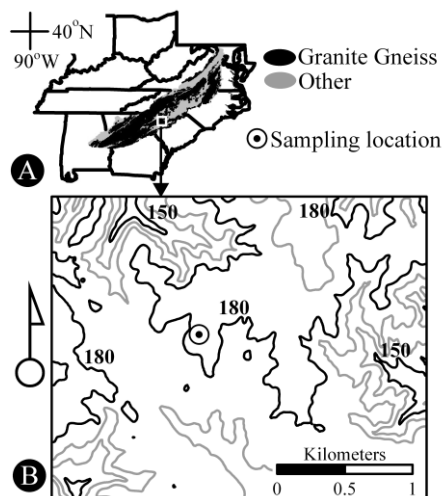 40°N
90°W
Granite Gneiss
Other
Sampling location
A
150
180
180
180
150
Kilometers
0 0.5 1
B